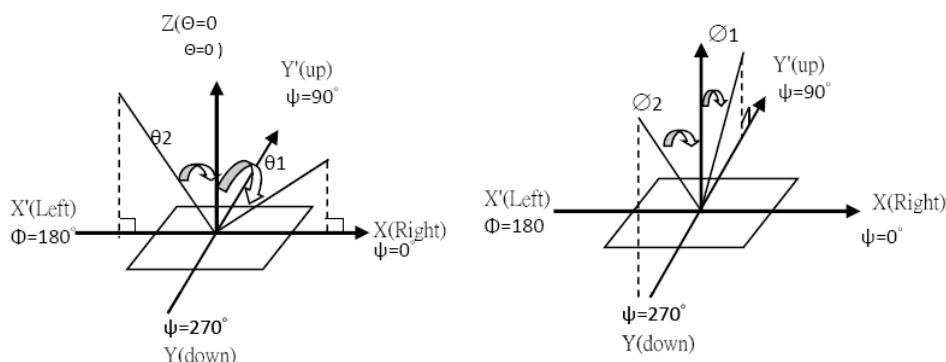 Z(Θ=0
Θ=0 )
Y'(up)
ψ=90°
θ2
θ1
X'(Left)
Φ=180°
X(Right)
ψ=0°
ψ=270°
Y(down)
∅1
Y'(up)
ψ=90°
∅2
X'(Left)
Φ=180
X(Right)
ψ=0°
ψ=270°
Y(down)